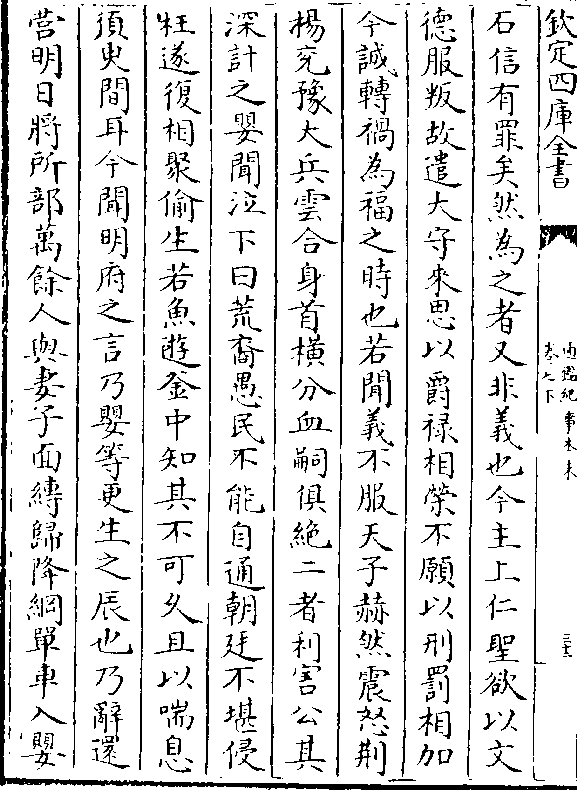 欽定四庫全書
通鑑紀事本末
卷七下
石信有罪矣然為之者又非義也今主上仁聖欲以文
德服叛故遣大守來思以爵禄相榮不願以刑罰相加
今誠轉禍為福之時也若聞義不服天子赫然震怒荆
楊兖豫大兵雲合身首横分血嗣俱絶二者利害公其
深計之嬰聞泣下曰荒裔愚民不能自通朝廷不堪侵
枉遂復相聚偷生若魚遊釡中知其不可久且以喘息
須臾間耳今聞明府之言乃嬰等更生之辰也乃辭還
營明日將所部萬餘人與妻子面縛歸降綱單車入嬰